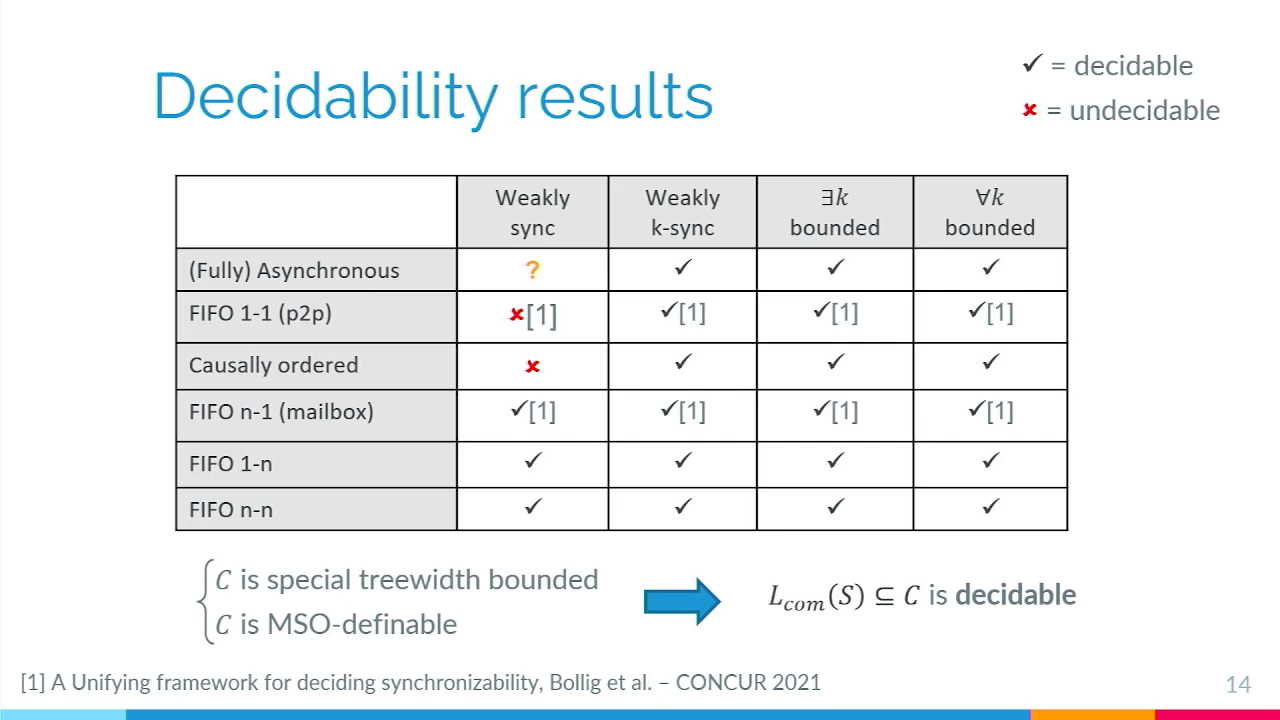 Decidability results
✓ = decidable
✘ = undecidable
Weakly sync
Weakly k-sync
∃k bounded
∀k bounded
(Fully) Asynchronous ? ✓ ✓ ✓
FIFO 1-1 (p2p) ✘[1] ✓[1] ✓[1] ✓[1]
Causally ordered ✘ ✓ ✓ ✓
FIFO n-1 (mailbox) ✓[1] ✓[1] ✓[1] ✓[1]
FIFO 1-n ✓ ✓ ✓ ✓
FIFO n-n ✓ ✓ ✓ ✓
C is special treewidth bounded
C is MSO-definable
L_com(S) ⊆ C is decidable
[1] A Unifying framework for deciding synchronizability, Bollig et al. – CONCUR 2021
14